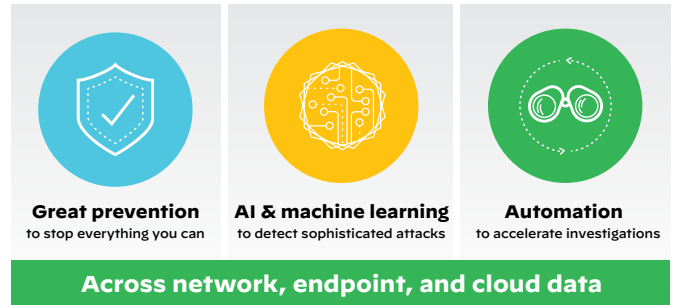 Great prevention
to stop everything you can
AI & machine learning
to detect sophisticated attacks
Automation
to accelerate investigations
Across network, endpoint, and cloud data